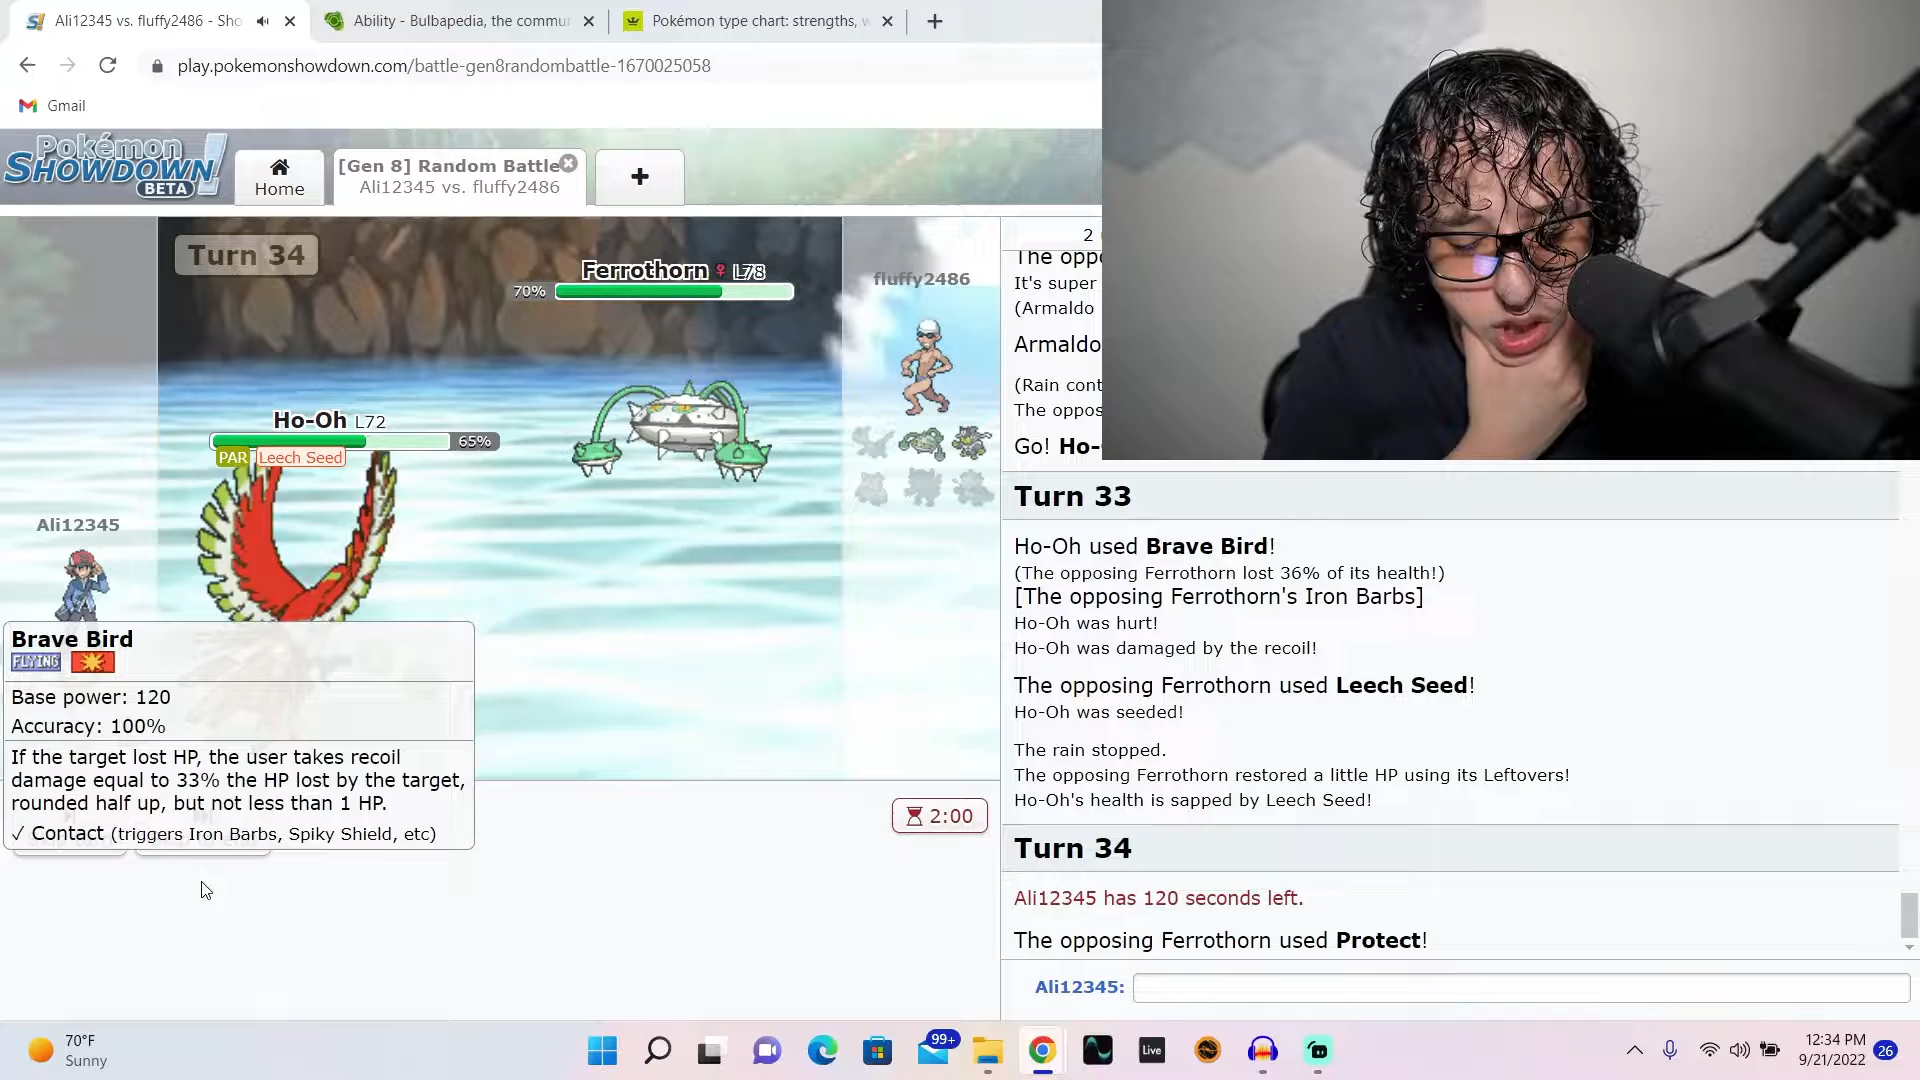 Ali12345 vs. fluffy2486 - Sho
Ability - Bulbapedia, the commun
Pokémon type chart: strengths, w
play.pokemonshowdown.com/battle-gen8randombattle-1670025058
Gmail
Pokémon
SHOWDOWN!
BETA
Home
[Gen 8] Random Battle
Ali12345 vs. fluffy2486
Turn 34
Ferrothorn ♀ L78
70%
fluffy2486
Ho-Oh L72
65%
PAR Leech Seed
Ali12345
Brave Bird
FLYING
Base power: 120
Accuracy: 100%
If the target lost HP, the user takes recoil
damage equal to 33% the HP lost by the target,
rounded half up, but not less than 1 HP.
✓ Contact (triggers Iron Barbs, Spiky Shield, etc)
2:00
2
The oppo
It's super
(Armaldo
Armaldo
(Rain cont
The oppos
Go! Ho-
Turn 33
Ho-Oh used Brave Bird!
(The opposing Ferrothorn lost 36% of its health!)
[The opposing Ferrothorn's Iron Barbs]
Ho-Oh was hurt!
Ho-Oh was damaged by the recoil!
The opposing Ferrothorn used Leech Seed!
Ho-Oh was seeded!
The rain stopped.
The opposing Ferrothorn restored a little HP using its Leftovers!
Ho-Oh's health is sapped by Leech Seed!
Turn 34
Ali12345 has 120 seconds left.
The opposing Ferrothorn used Protect!
Ali12345:
70°F
Sunny
99+
Live
12:34 PM
9/21/2022
26